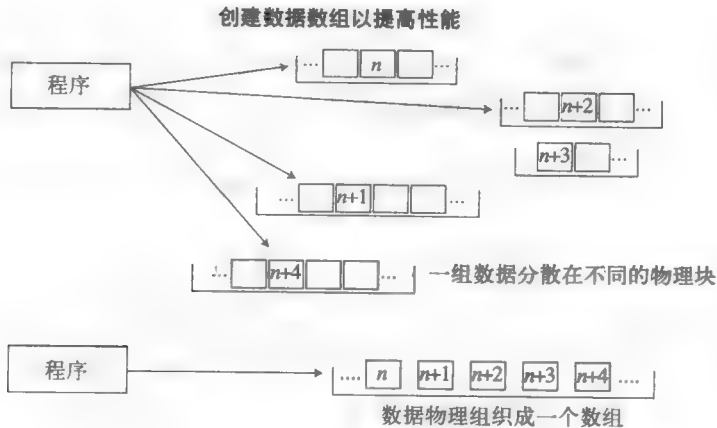 创建数据数组以提高性能
程序
… n …
… n+2 …
n+3 …
… n+1 …
… n+4 …
一组数据分散在不同的物理块
程序
…. n n+1 n+2 n+3 n+4 ….
数据物理组织成一个数组